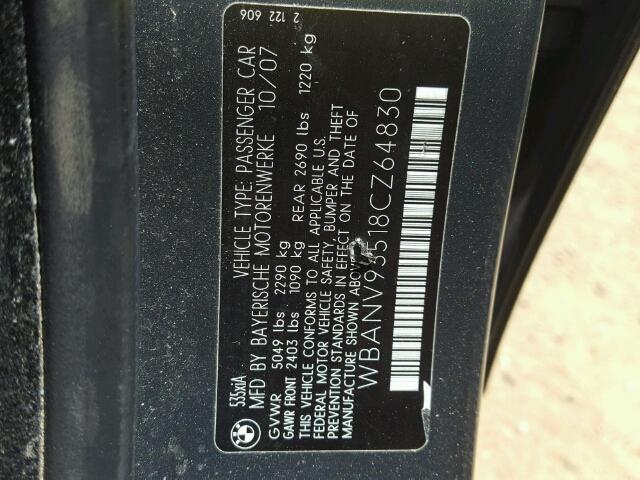 535xiA
2 122 606
VEHICLE TYPE: PASSENGER CAR
MFD BY BAYERISCHE MOTORENWERKE 10/07
GVWR 5049 lbs 2290 kg
GAWR FRONT 2403 lbs 1090 kg REAR 2690 lbs 1220 kg
THIS VEHICLE CONFORMS TO ALL APPLICABLE U.S.
FEDERAL MOTOR VEHICLE SAFETY, BUMPER AND THEFT
PREVENTION STANDARDS IN EFFECT ON THE DATE OF
MANUFACTURE SHOWN ABOVE
WBANV93518CZ64830